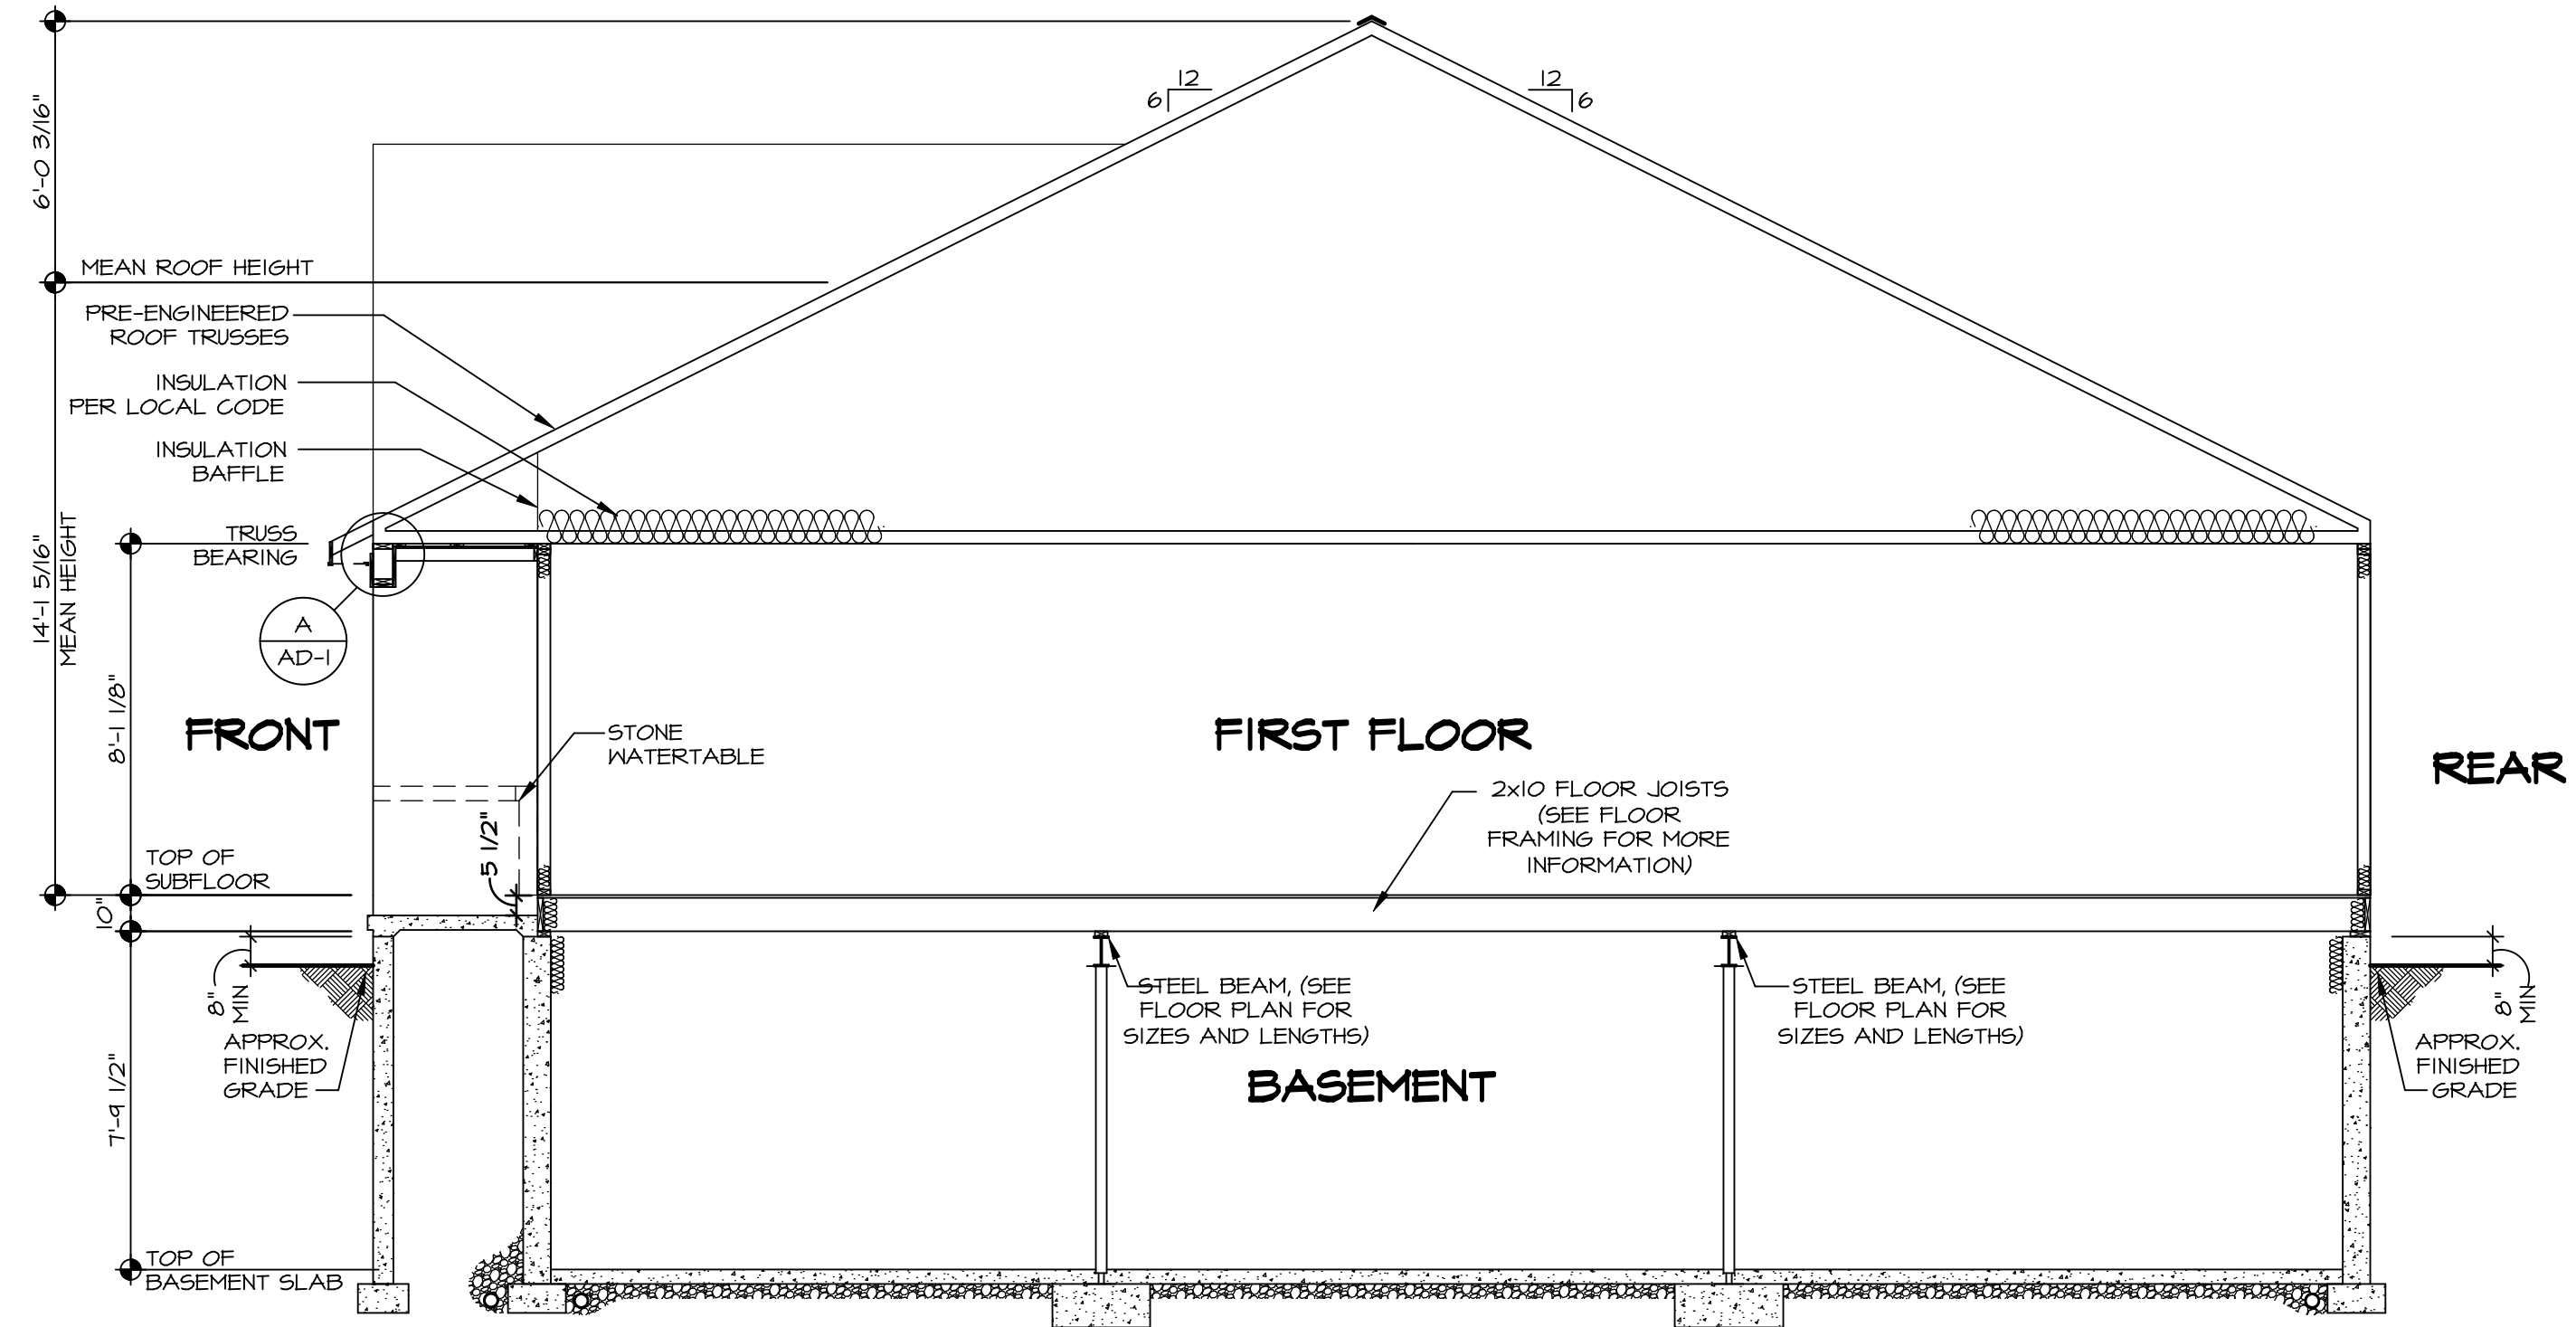 6'-0 3/16"
12
6
12
6
MEAN ROOF HEIGHT
PRE-ENGINEERED
ROOF TRUSSES
INSULATION
PER LOCAL CODE
INSULATION
BAFFLE
TRUSS
BEARING
14'-1 5/16"
MEAN HEIGHT
A
AD-1
8'-1 1/8"
FRONT
STONE
WATERTABLE
FIRST FLOOR
REAR
2x10 FLOOR JOISTS
(SEE FLOOR
FRAMING FOR MORE
INFORMATION)
5 1/2"
TOP OF
SUBFLOOR
10"
8"
MIN
APPROX.
FINISHED
GRADE
STEEL BEAM, (SEE
FLOOR PLAN FOR
SIZES AND LENGTHS)
STEEL BEAM, (SEE
FLOOR PLAN FOR
SIZES AND LENGTHS)
8"
MIN
APPROX.
FINISHED
GRADE
BASEMENT
7'-9 1/2"
TOP OF
BASEMENT SLAB